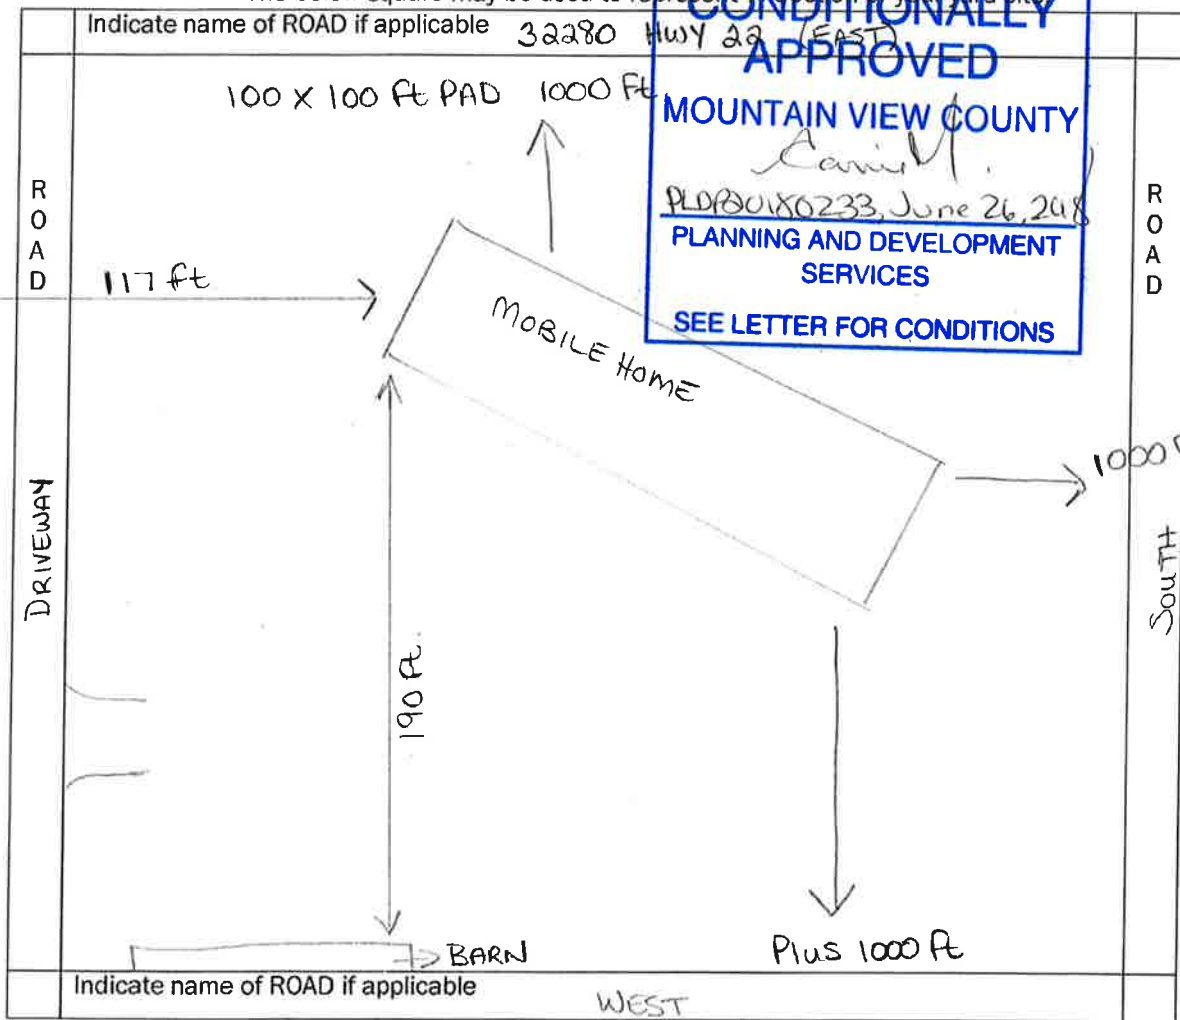 Indicate name of ROAD if applicable 32280 HWY 22 (EAST)
CONDITIONALLY
APPROVED
MOUNTAIN VIEW COUNTY
PLDP20180233, June 26, 2018
PLANNING AND DEVELOPMENT
SERVICES
SEE LETTER FOR CONDITIONS
100 X 100 ft PAD 1000 ft
ROAD
117 ft
MOBILE HOME
ROAD
1000
DRIVEWAY
SOUTH
190 ft.
BARN
Plus 1000 ft
Indicate name of ROAD if applicable
WEST